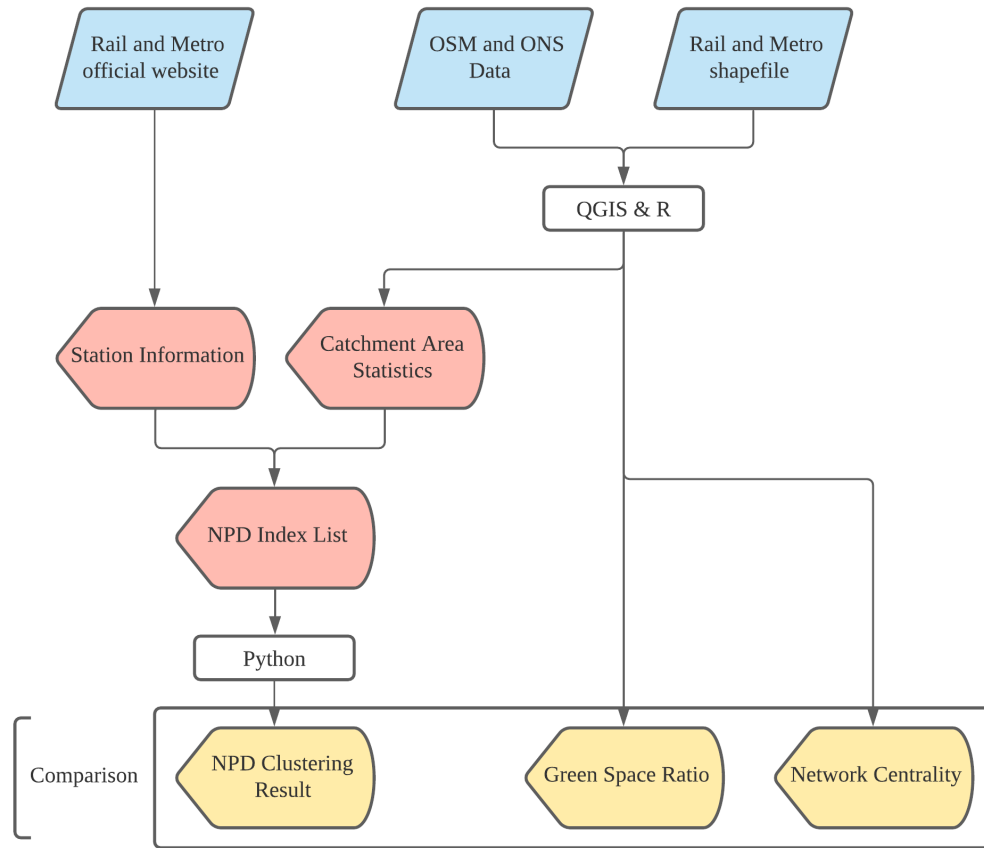 Rail and Metro
official website
OSM and ONS
Data
Rail and Metro
shapefile
QGIS & R
Station Information
Catchment Area
Statistics
NPD Index List
Python
Comparison
NPD Clustering
Result
Green Space Ratio
Network Centrality